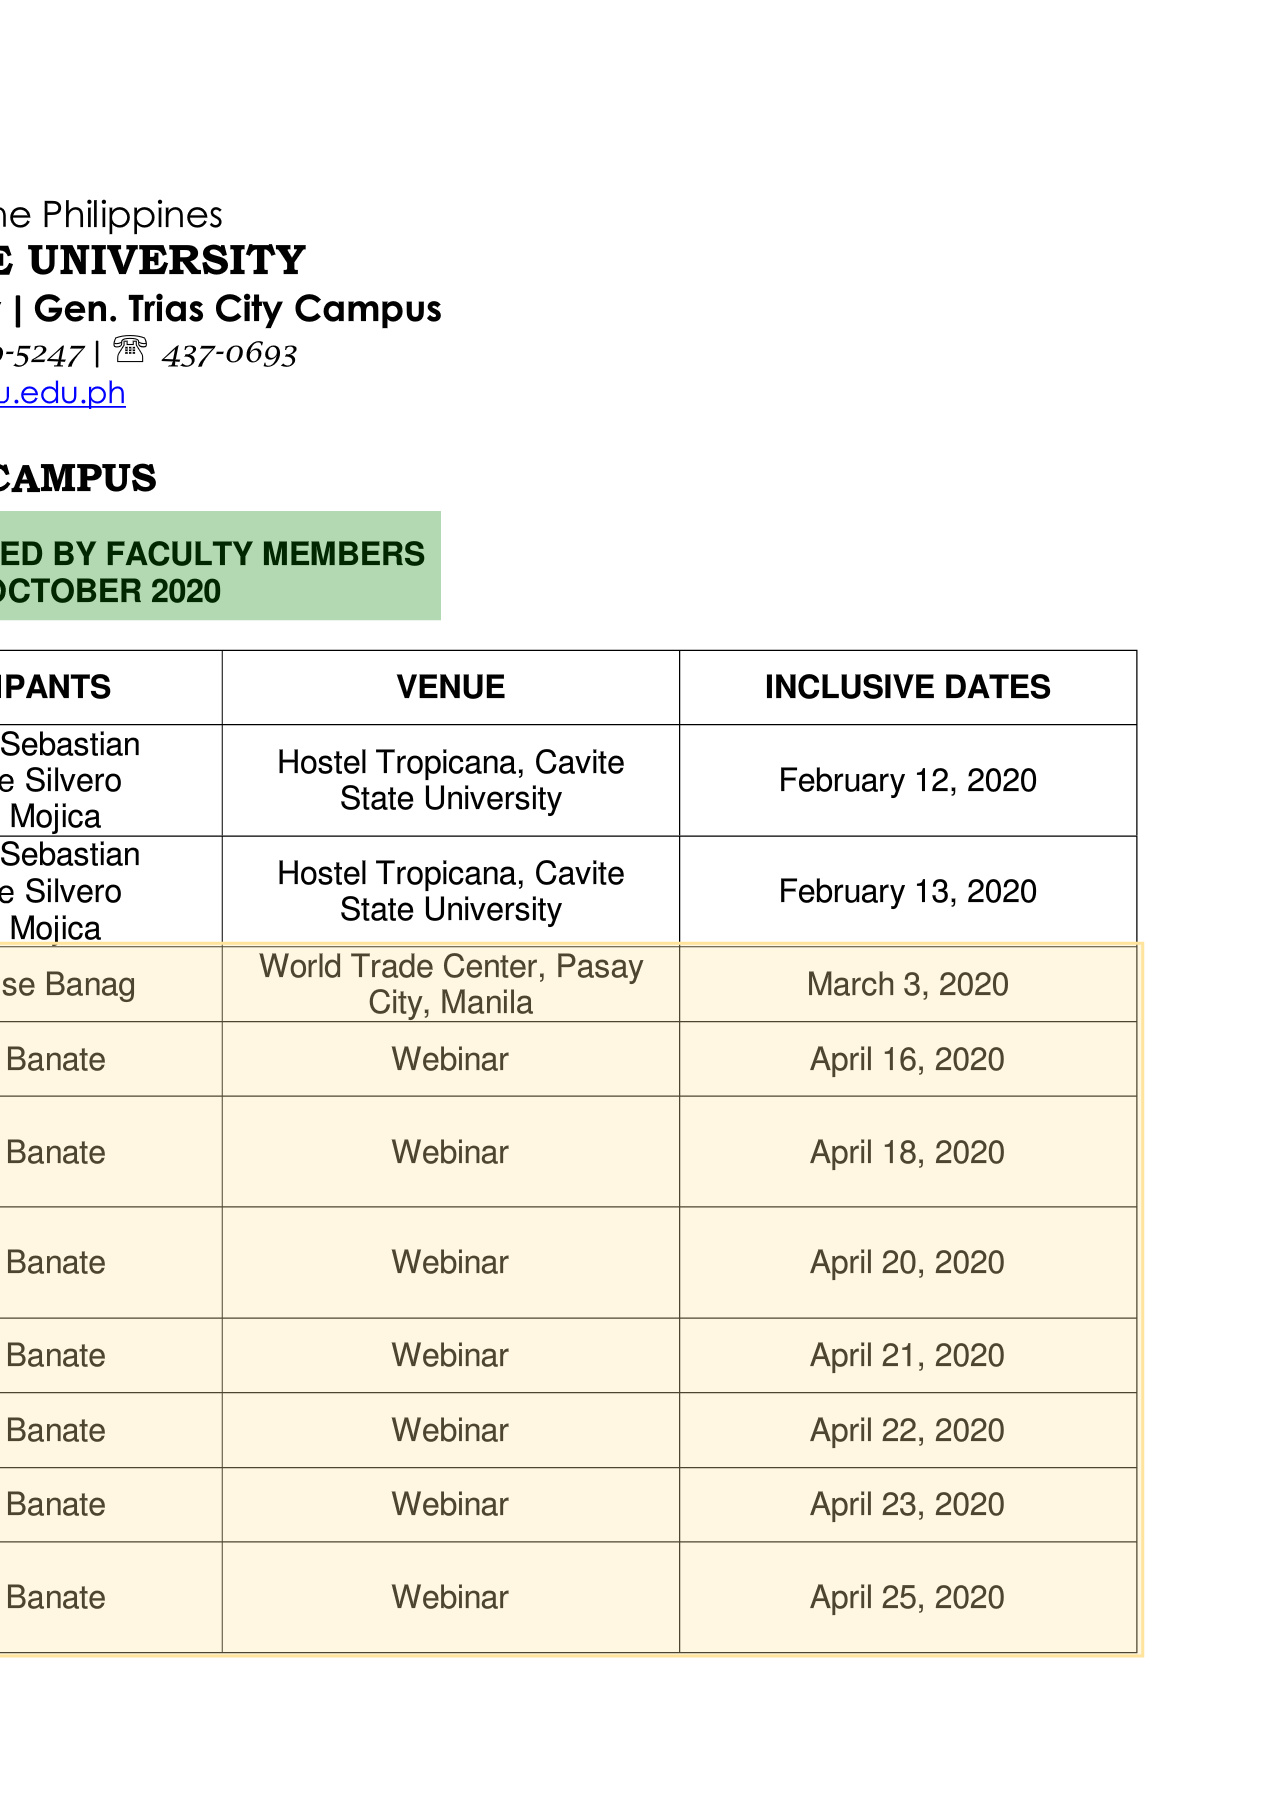 ne Philippines
E UNIVERSITY
| Gen. Trias City Campus
-5247 | ☏ 437-0693
u.edu.ph
CAMPUS
ED BY FACULTY MEMBERS
OCTOBER 2020
IPANTS VENUE INCLUSIVE DATES
Sebastian
e Silvero
Mojica
Hostel Tropicana, Cavite
State University
February 12, 2020
Sebastian
e Silvero
Mojica
Hostel Tropicana, Cavite
State University
February 13, 2020
se Banag
World Trade Center, Pasay
City, Manila
March 3, 2020
Banate Webinar April 16, 2020
Banate Webinar April 18, 2020
Banate Webinar April 20, 2020
Banate Webinar April 21, 2020
Banate Webinar April 22, 2020
Banate Webinar April 23, 2020
Banate Webinar April 25, 2020